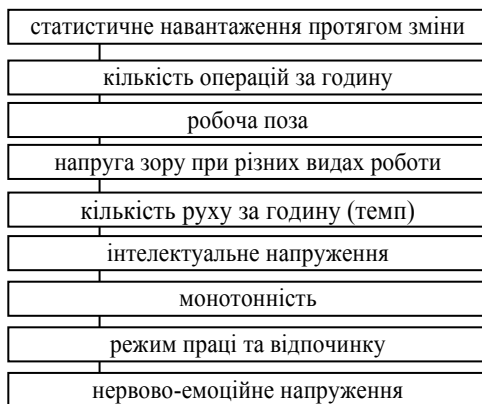 статистичне навантаження протягом зміни
кількість операцій за годину
робоча поза
напруга зору при різних видах роботи
кількість руху за годину (темп)
інтелектуальне напруження
монотонність
режим праці та відпочинку
нервово-емоційне напруження